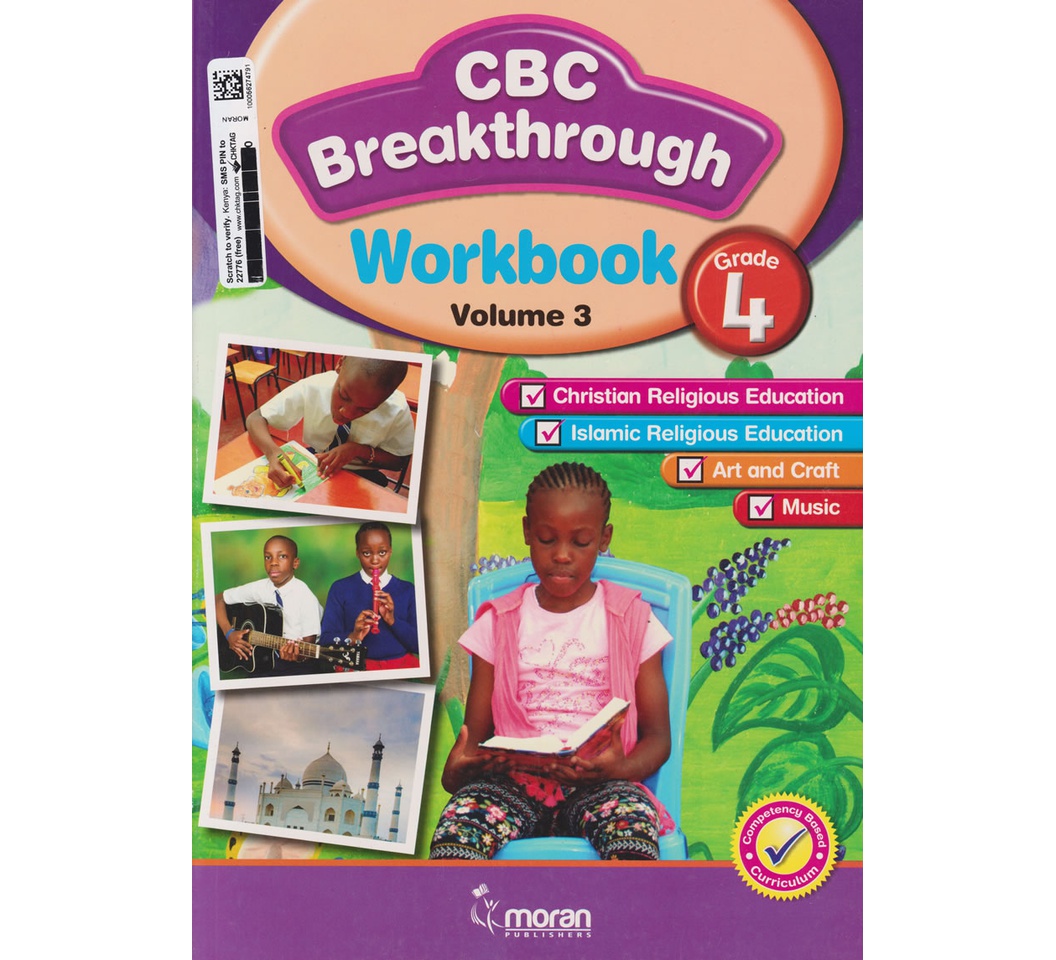 CBC
Breakthrough
Workbook
Volume 3
Grade
4
Christian Religious Education
Islamic Religious Education
Art and Craft
Music
Scratch to verify. Kenya: SMS PIN to
22776 (free) www.chktag.com CHKTAG
MORAN
100066274791
Competency Based
Curriculum
moran
PUBLISHERS